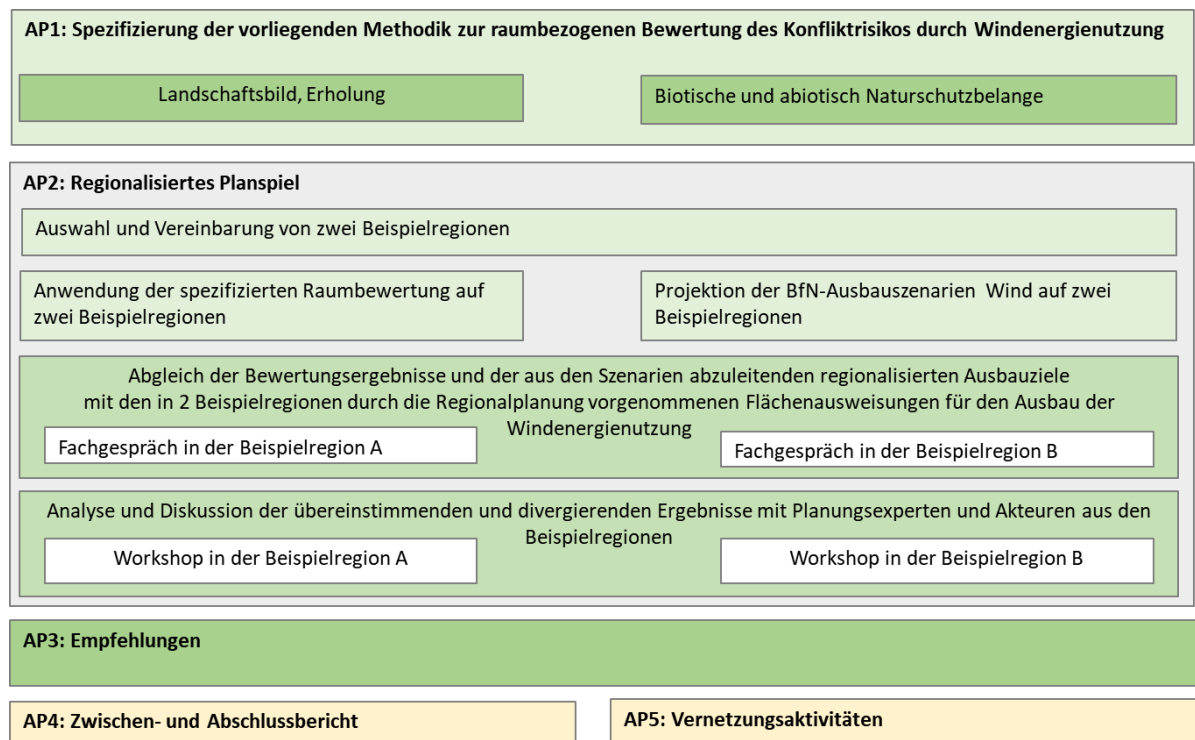 AP1: Spezifizierung der vorliegenden Methodik zur raumbezogenen Bewertung des Konfliktrisikos durch Windenergienutzung
Landschaftsbild, Erholung
Biotische und abiotisch Naturschutzbelange
AP2: Regionalisiertes Planspiel
Auswahl und Vereinbarung von zwei Beispielregionen
Anwendung der spezifizierten Raumbewertung auf
zwei Beispielregionen
Projektion der BfN-Ausbauszenarien Wind auf zwei
Beispielregionen
Abgleich der Bewertungsergebnisse und der aus den Szenarien abzuleitenden regionalisierten Ausbauziele
mit den in 2 Beispielregionen durch die Regionalplanung vorgenommenen Flächenausweisungen für den Ausbau der
Windenergienutzung
Fachgespräch in der Beispielregion A
Fachgespräch in der Beispielregion B
Analyse und Diskussion der übereinstimmenden und divergierenden Ergebnisse mit Planungsexperten und Akteuren aus den
Beispielregionen
Workshop in der Beispielregion A
Workshop in der Beispielregion B
AP3: Empfehlungen
AP4: Zwischen- und Abschlussbericht
AP5: Vernetzungsaktivitäten